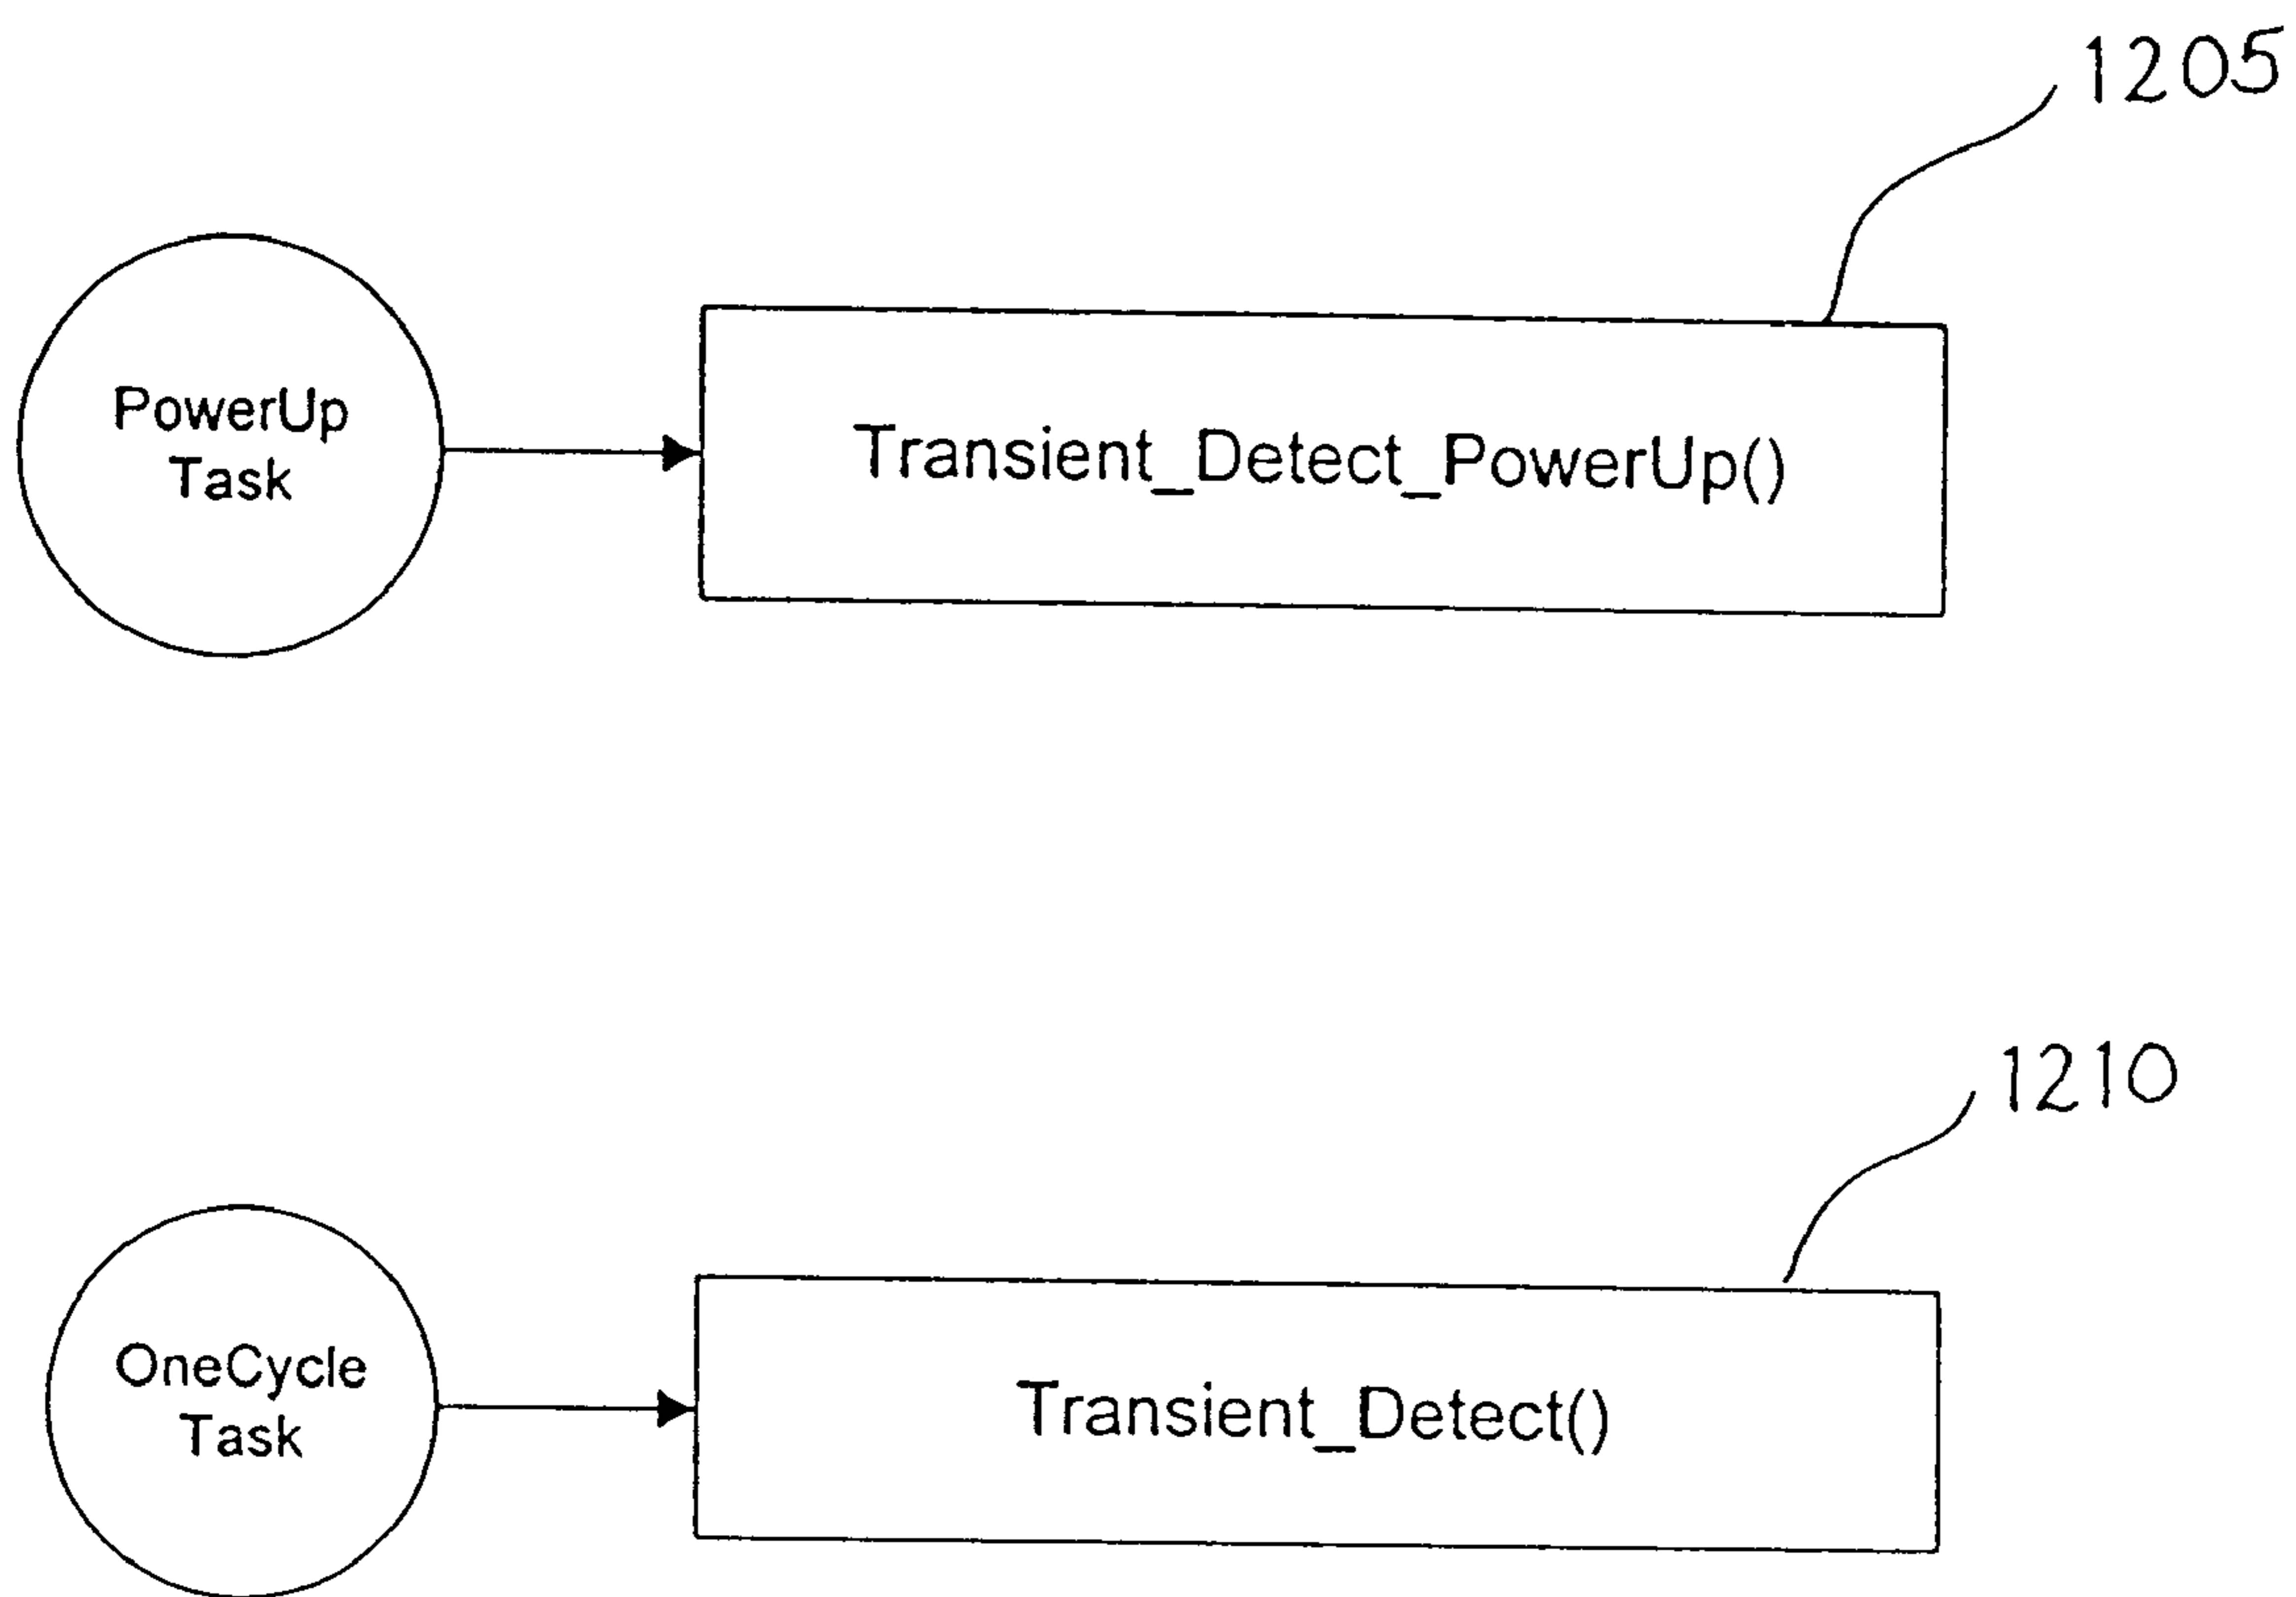 1205
PowerUp
Task
Transient_Detect_PowerUp()
1210
OneCycle
Task
Transient_Detect()